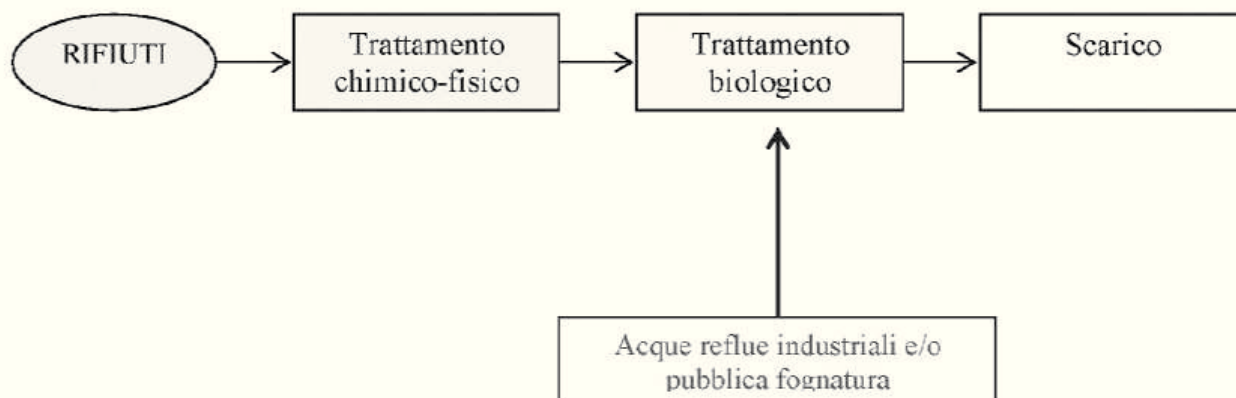 RIFIUTI
Trattamento
chimico-fisico
Trattamento
biologico
Scarico
Acque reflue industriali e/o
pubblica fognatura